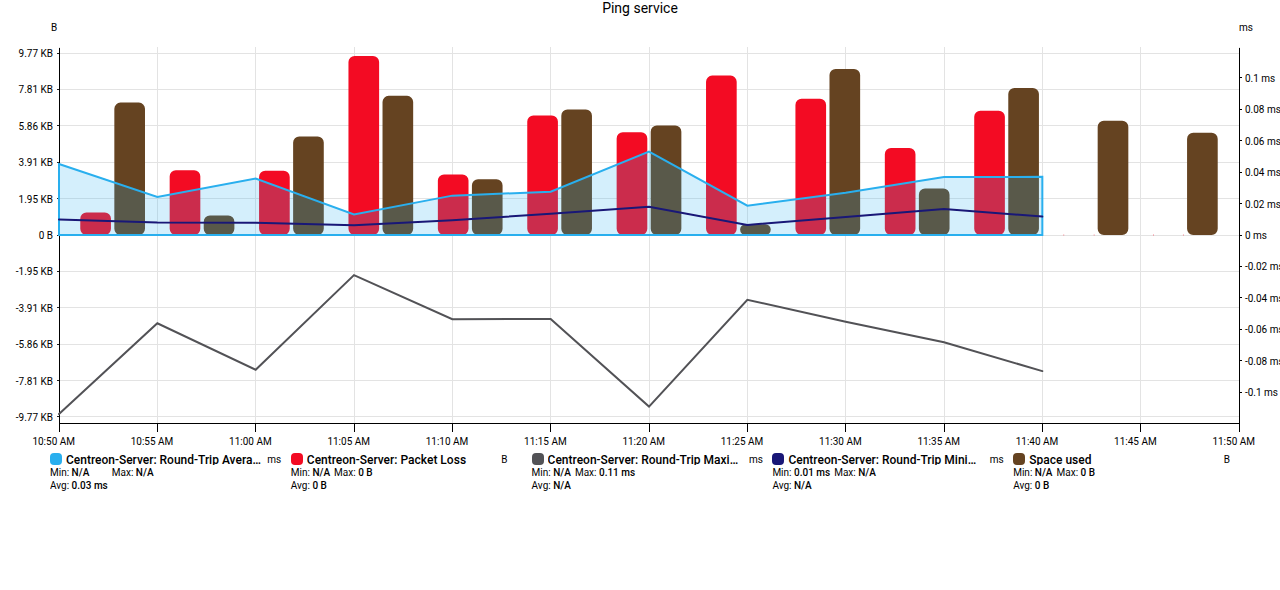 Ping service
B
ms
9.77 KB
7.81 KB
5.86 KB
3.91 KB
1.95 KB
0 B
-1.95 KB
-3.91 KB
-5.86 KB
-7.81 KB
-9.77 KB
0.1 ms
0.08 ms
0.06 ms
0.04 ms
0.02 ms
0 ms
-0.02 ms
-0.04 ms
-0.06 ms
-0.08 ms
-0.1 ms
10:50 AM 10:55 AM 11:00 AM 11:05 AM 11:10 AM 11:15 AM 11:20 AM 11:25 AM 11:30 AM 11:35 AM 11:40 AM 11:45 AM 11:50 AM
Centreon-Server: Round-Trip Avera... ms
Min: N/A Max: N/A
Avg: 0.03 ms
Centreon-Server: Packet Loss B
Min: N/A Max: 0 B
Avg: 0 B
Centreon-Server: Round-Trip Maxi... ms
Min: N/A Max: 0.11 ms
Avg: N/A
Centreon-Server: Round-Trip Mini... ms
Min: 0.01 ms Max: N/A
Avg: N/A
Space used B
Min: N/A Max: 0 B
Avg: 0 B